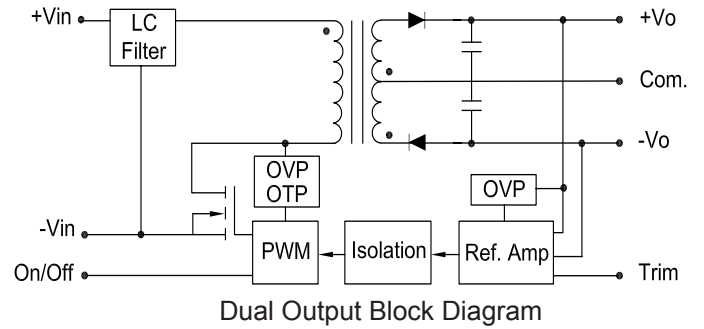 +Vin
LC
Filter
+Vo
Com.
-Vo
OVP
OTP
OVP
-Vin
PWM
Isolation
Ref. Amp
On/Off
Trim
Dual Output Block Diagram